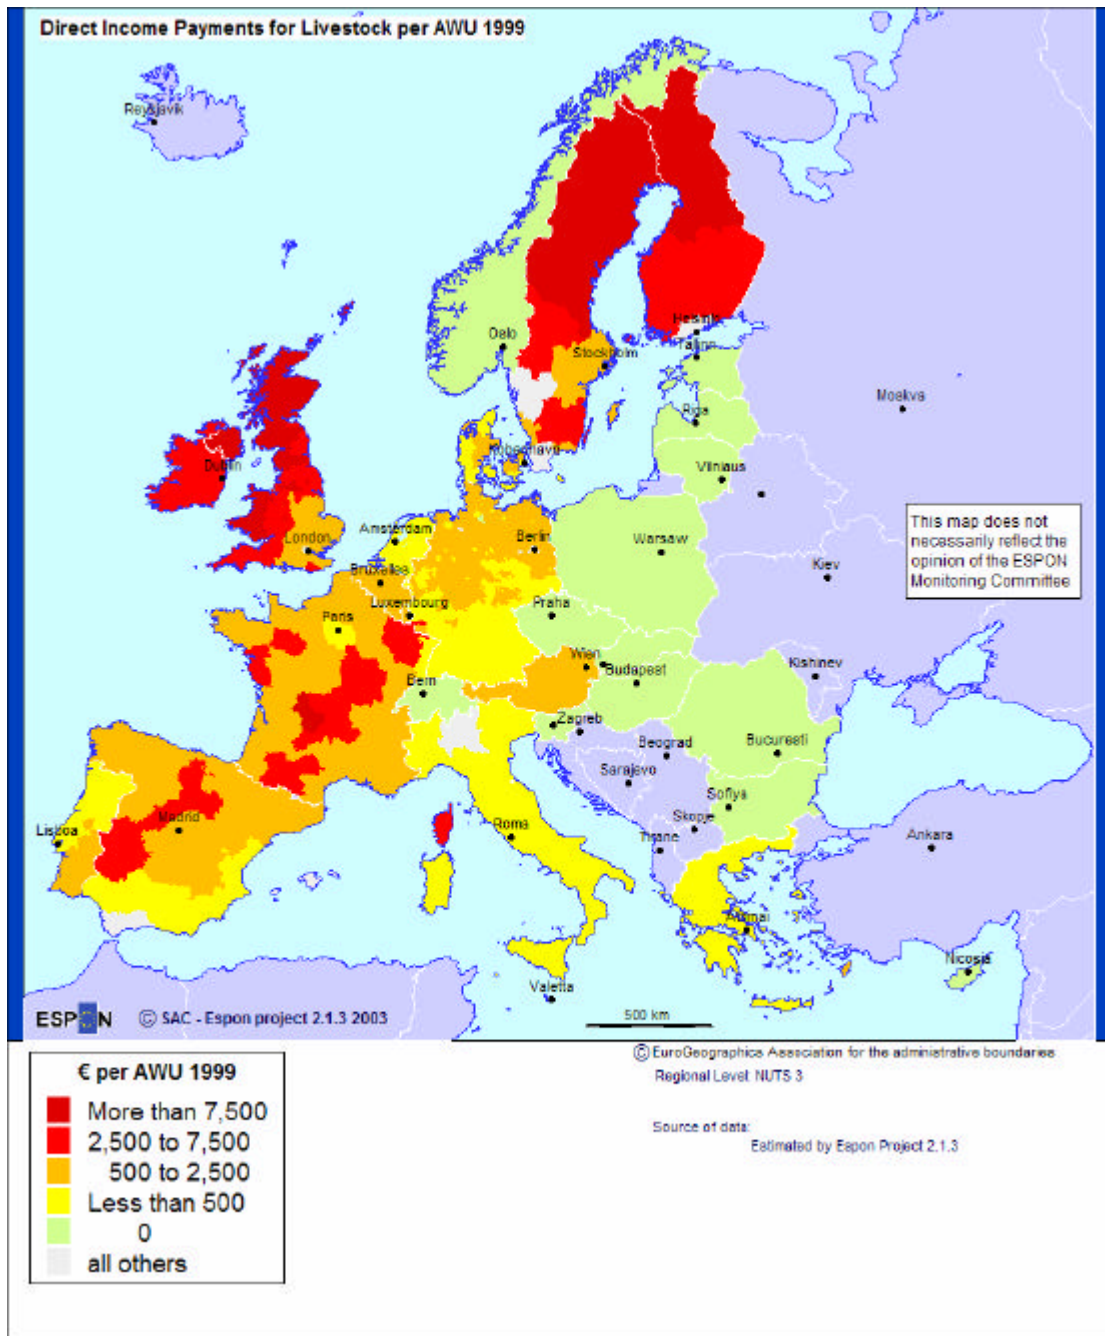 Direct Income Payments for Livestock per AWU 1999
Reykjavik
Oslo
Helsinki
Tallinn
Stockholm
Moskva
Riga
København
Dublin
Vilniaus
This map does not
necessarily reflect the
opinion of the ESPON
Monitoring Committee
Amsterdam
London
Berlin
Warsaw
Kiev
Bruxelles
Luxembourg
Praha
Paris
Wien
Budapest
Kishinev
Bern
Zagreb
Beograd
Bucuresti
Sarajevo
Sofiya
Skopje
Lisboa
Madrid
Roma
Tirane
Ankara
Athinai
Nicosia
Valetta
500 km
ESPON
© SAC - Espon project 2.1.3 2003
© EuroGeographics Association for the administrative boundaries
Regional Level: NUTS 3
Source of data:
Estimated by Espon Project 2.1.3
€ per AWU 1999
More than 7,500
2,500 to 7,500
500 to 2,500
Less than 500
0
all others